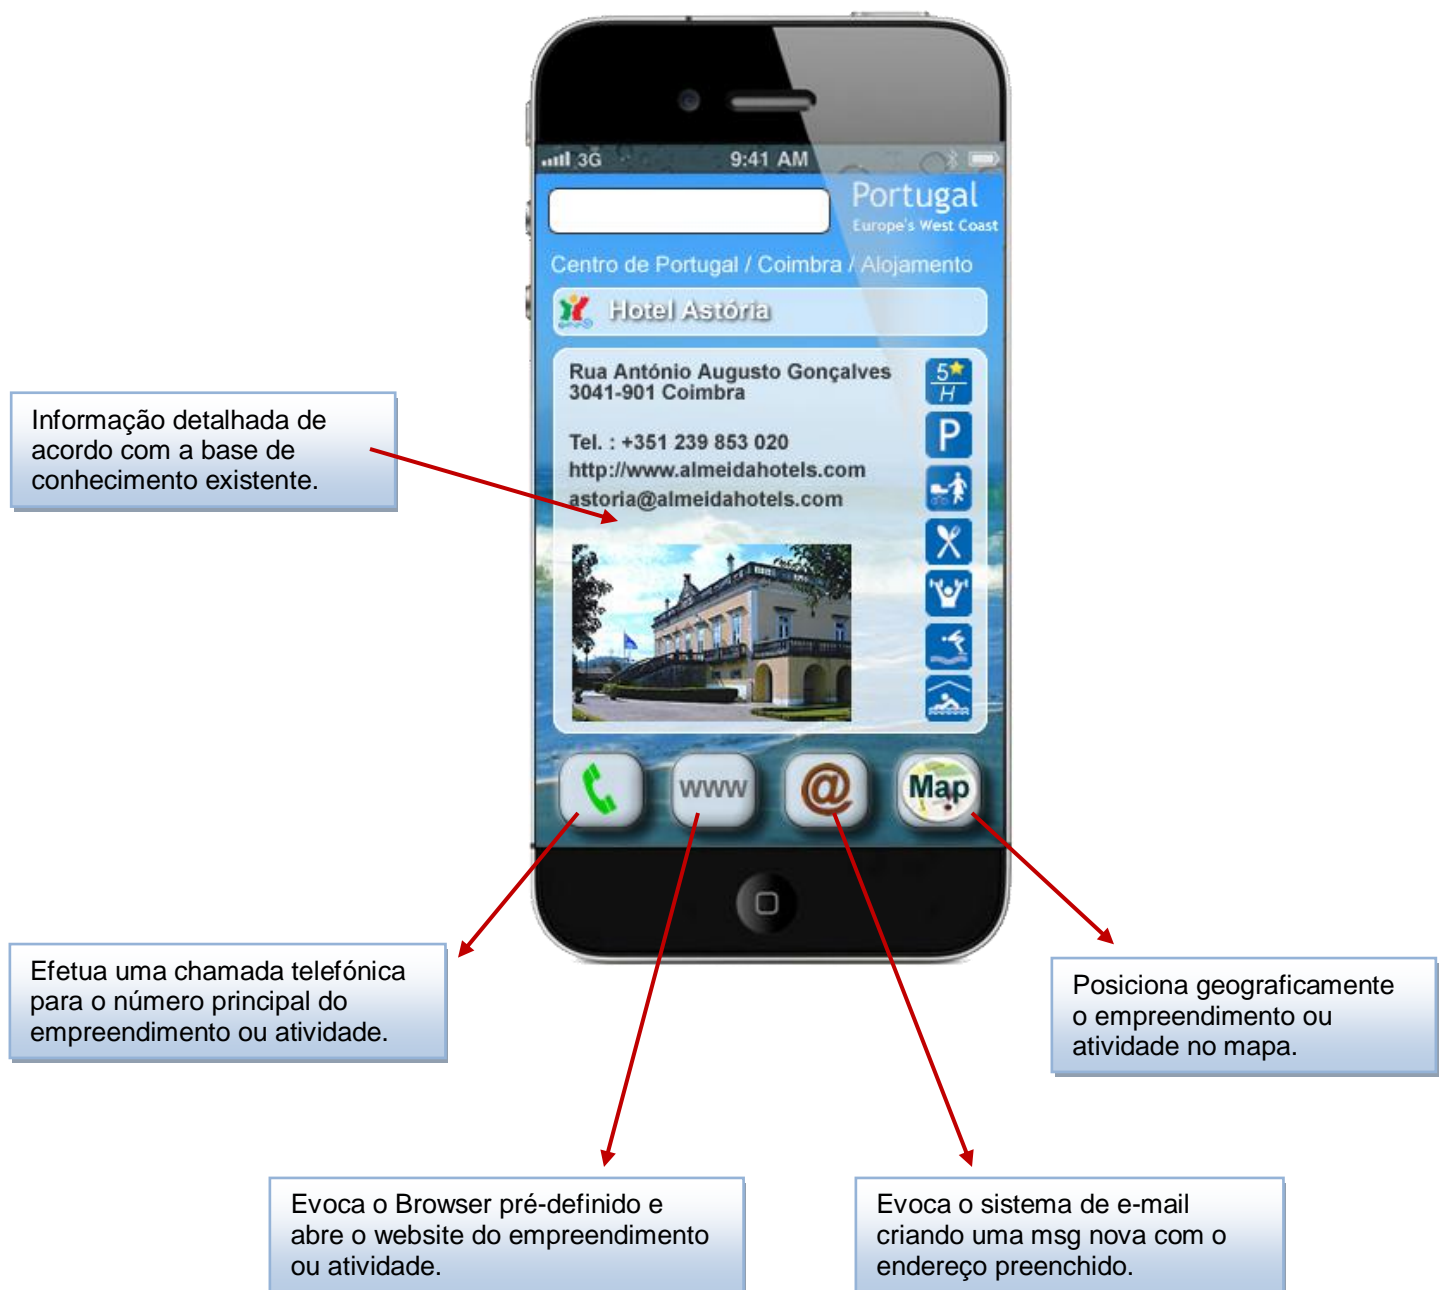 3G
9:41 AM
Portugal
Europe's West Coast
Centro de Portugal / Coimbra / Alojamento
Hotel Astória
Rua António Augusto Gonçalves
3041-901 Coimbra
5
H
P
Tel. : +351 239 853 020
http://www.almeidahotels.com
astoria@almeidahotels.com
www
@
Map
Informação detalhada de
acordo com a base de
conhecimento existente.
Efetua uma chamada telefónica
para o número principal do
empreendimento ou atividade.
Posiciona geograficamente
o empreendimento ou
atividade no mapa.
Evoca o Browser pré-definido e
abre o website do empreendimento
ou atividade.
Evoca o sistema de e-mail
criando uma msg nova com o
endereço preenchido.